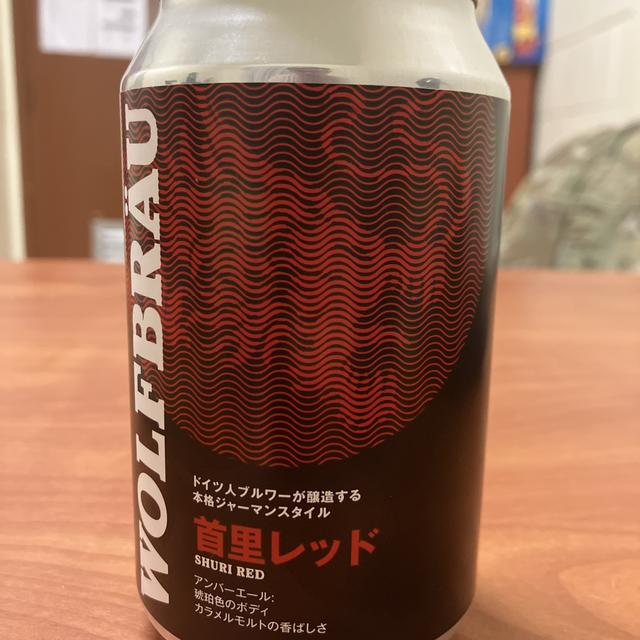 WOLFBRÄU
ドイツ人ブルワーが醸造する
本格ジャーマンスタイル
首里レッド
SHURI RED
アンバーエール:
琥珀色のボディ
カラメルモルトの香ばしさ